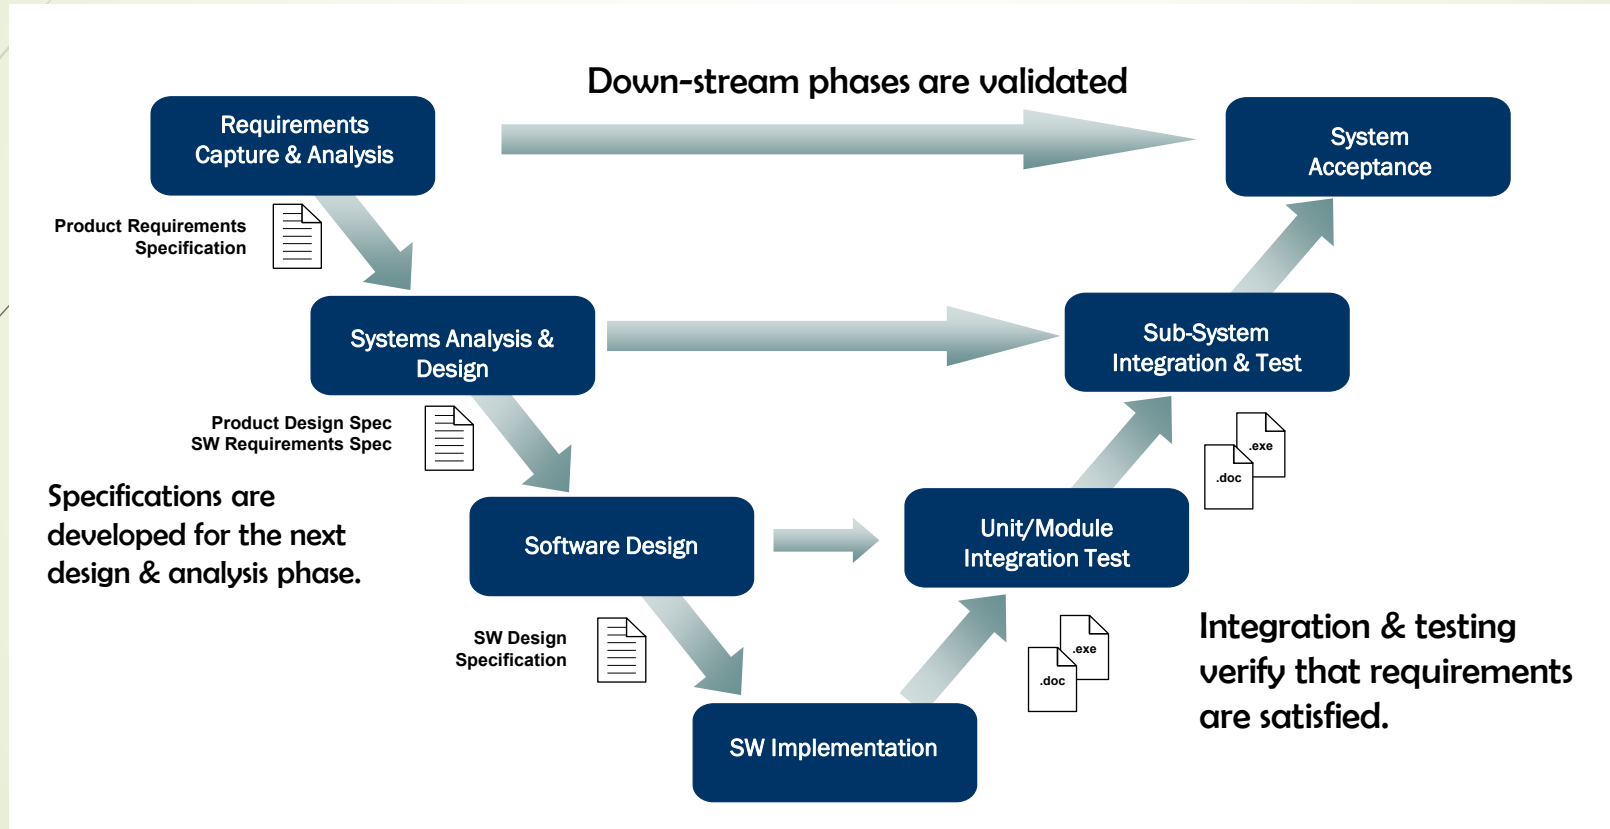 Down-stream phases are validated
Requirements
Capture & Analysis
System
Acceptance
Product Requirements
Specification
Systems Analysis &
Design
Sub-System
Integration & Test
Product Design Spec
SW Requirements Spec
.exe
.doc
Specifications are
developed for the next
design & analysis phase.
Software Design
Unit/Module
Integration Test
SW Design
Specification
.exe
.doc
Integration & testing
verify that requirements
are satisfied.
SW Implementation